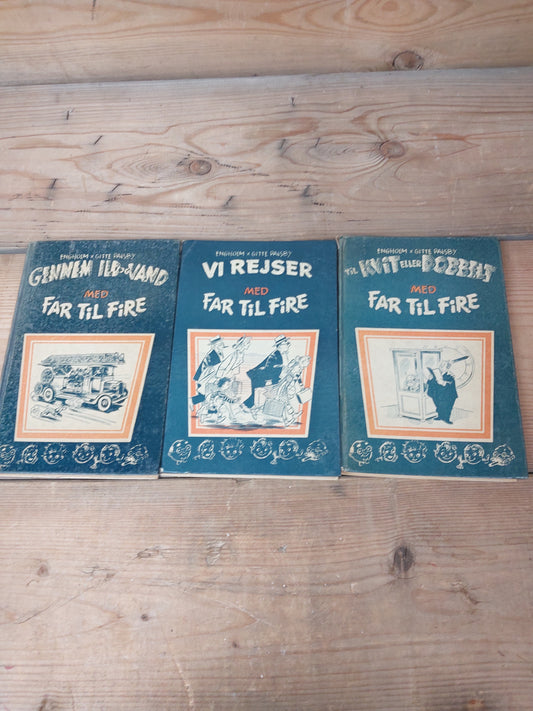 ENGHOLM & GITTE PALSBY
GENNEM ILD OG VAND
MED
FAR TIL FIRE
ENGHOLM & GITTE PALSBY
VI REJSER
MED
FAR TIL FIRE
ENGHOLM & GITTE PALSBY
TIL KVIT ELLER DOBBELT
MED
FAR TIL FIRE